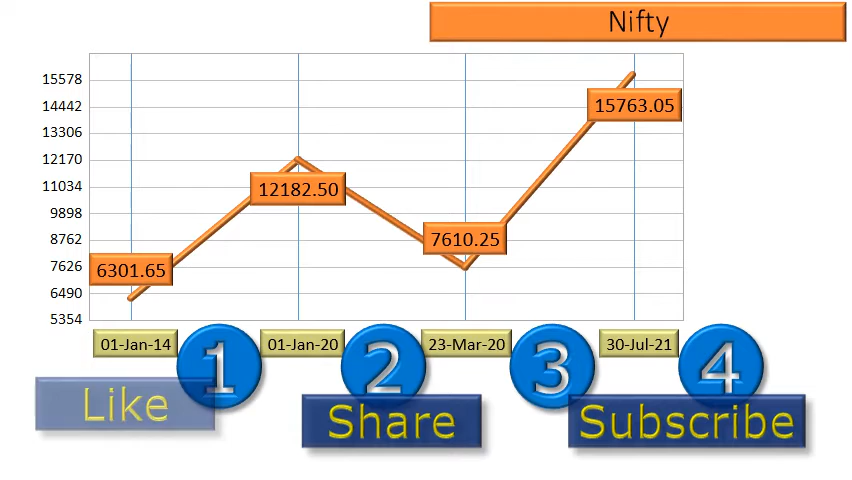 Nifty
15578
14442
13306
12170
11034
9898
8762
7626
6490
5354
6301.65
12182.50
7610.25
15763.05
01-Jan-14
01-Jan-20
23-Mar-20
30-Jul-21
1
2
3
4
Like
Share
Subscribe